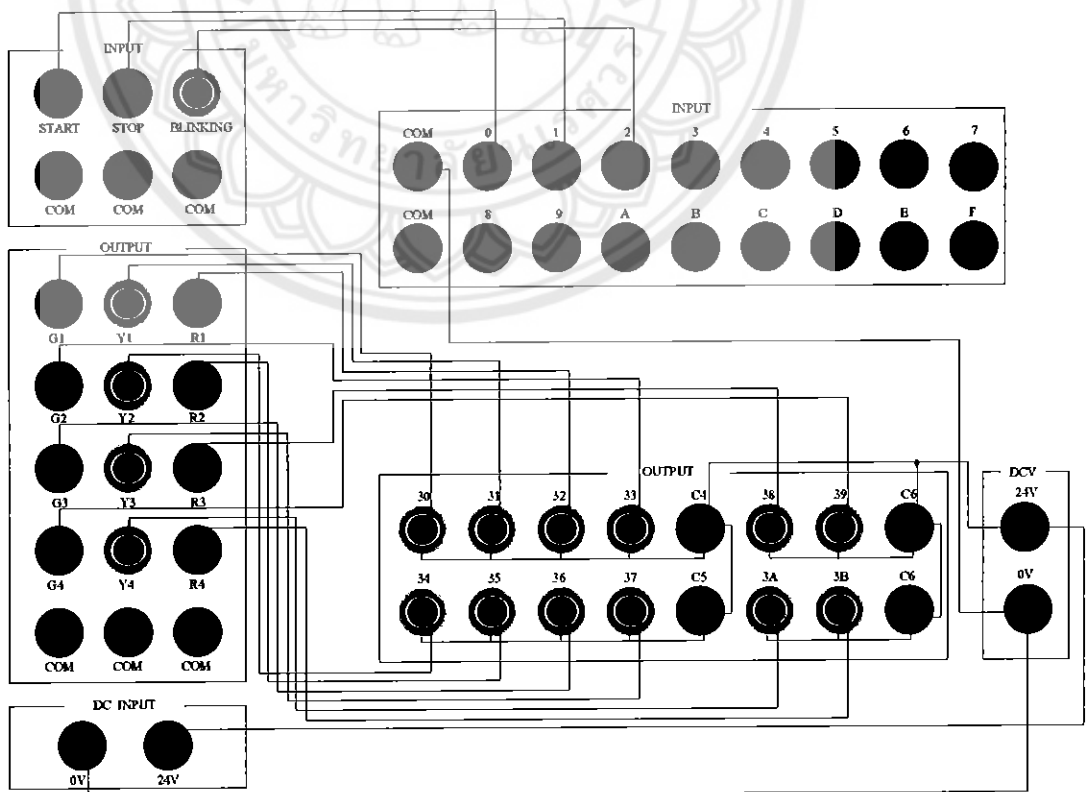 INPUT
START STOP BLINKING
COM COM COM
INPUT
COM 0 1 2 3 4 5 6 7
COM 8 9 A B C D E F
OUTPUT
G1 Y1 R1
G2 Y2 R2
G3 Y3 R3
G4 Y4 R4
COM COM COM
OUTPUT
30 31 32 33 C4 38 39 C6
34 35 36 37 C5 3A 3B C6
DCV
24V
0V
DC INPUT
0V 24V